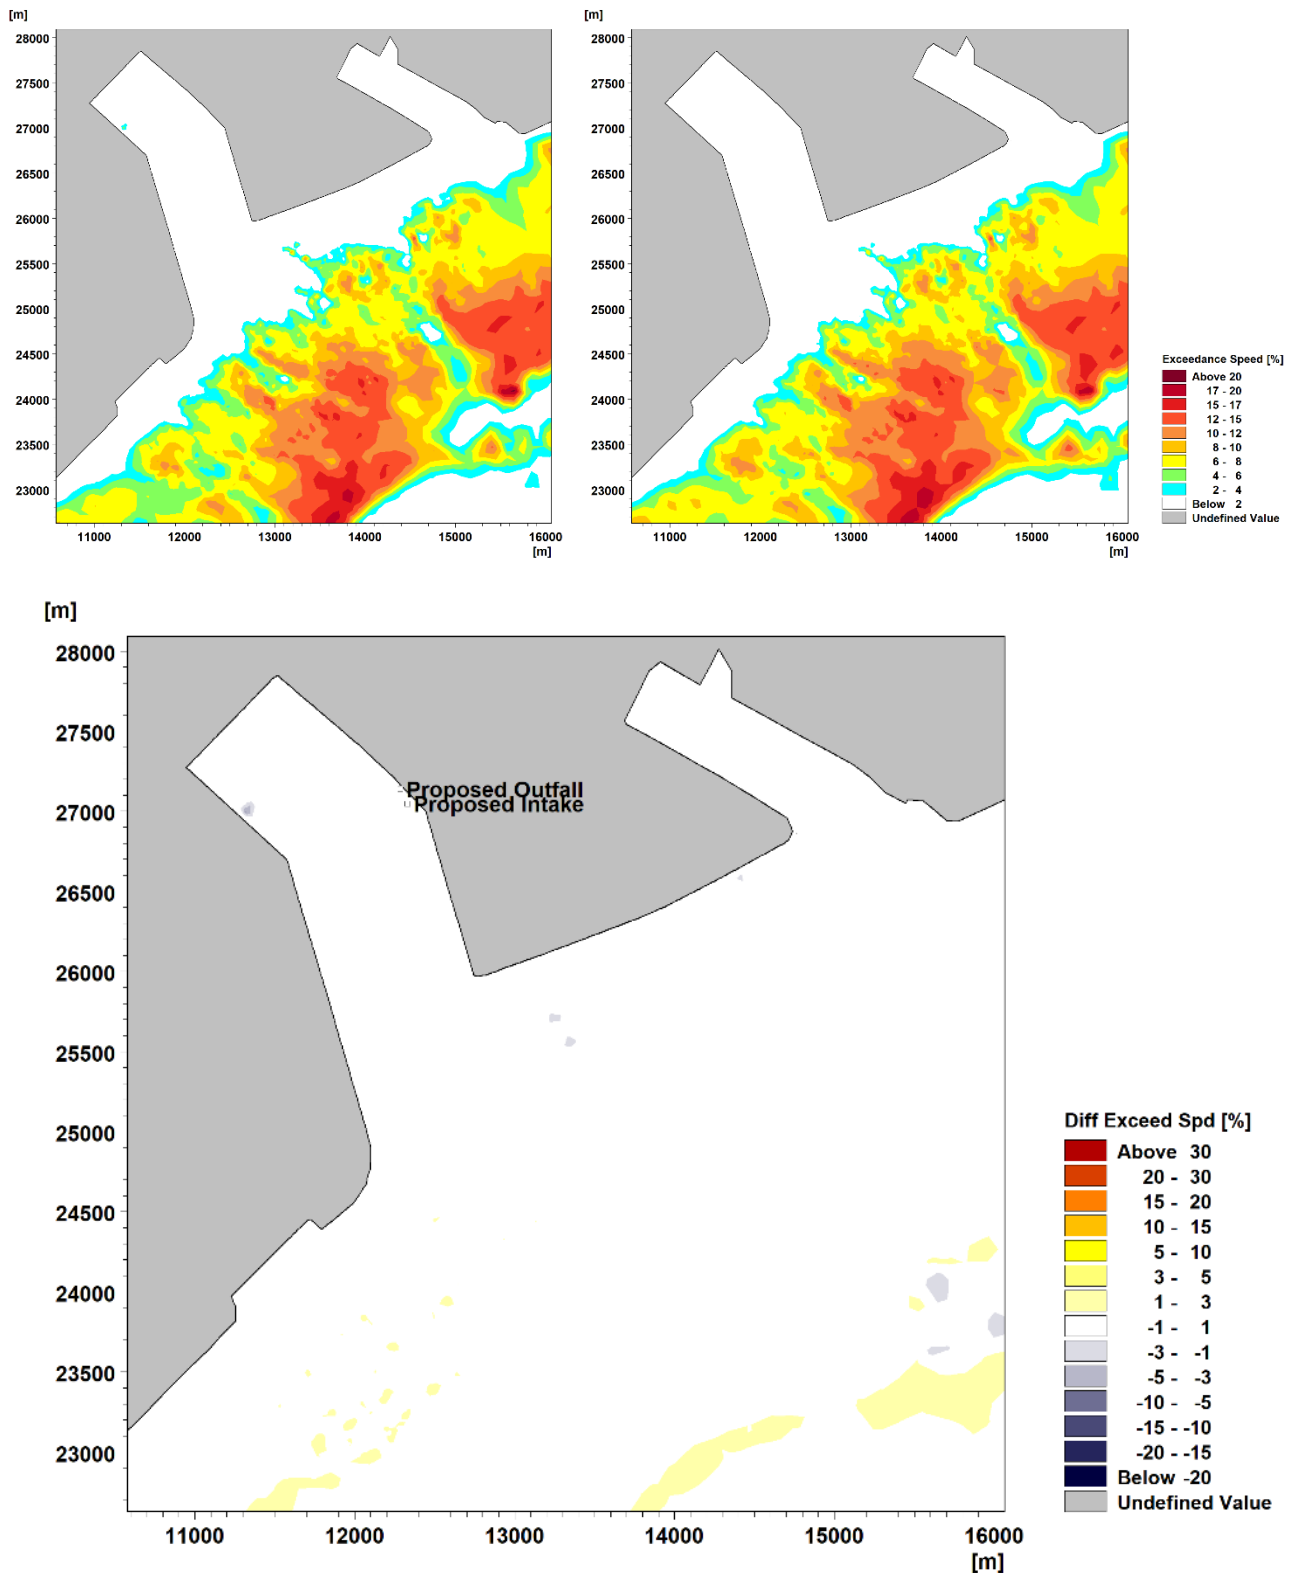 [m]
28000
27500
27000
26500
26000
25500
25000
24500
24000
23500
23000
11000 12000 13000 14000 15000 16000
[m]
[m]
28000
27500
27000
26500
26000
25500
25000
24500
24000
23500
23000
11000 12000 13000 14000 15000 16000
[m]
Exceedance Speed [%]
Above 20
17 - 20
15 - 17
12 - 15
10 - 12
8 - 10
6 - 8
4 - 6
2 - 4
Below 2
Undefined Value
[m]
28000
27500
27000
26500
26000
25500
25000
24500
24000
23500
23000
Proposed Outfall
Proposed Intake
11000 12000 13000 14000 15000 16000
[m]
Diff Exceed Spd [%]
Above 30
20 - 30
15 - 20
10 - 15
5 - 10
3 - 5
1 - 3
-1 - 1
-3 - -1
-5 - -3
-10 - -5
-15 - -10
-20 - -15
Below -20
Undefined Value